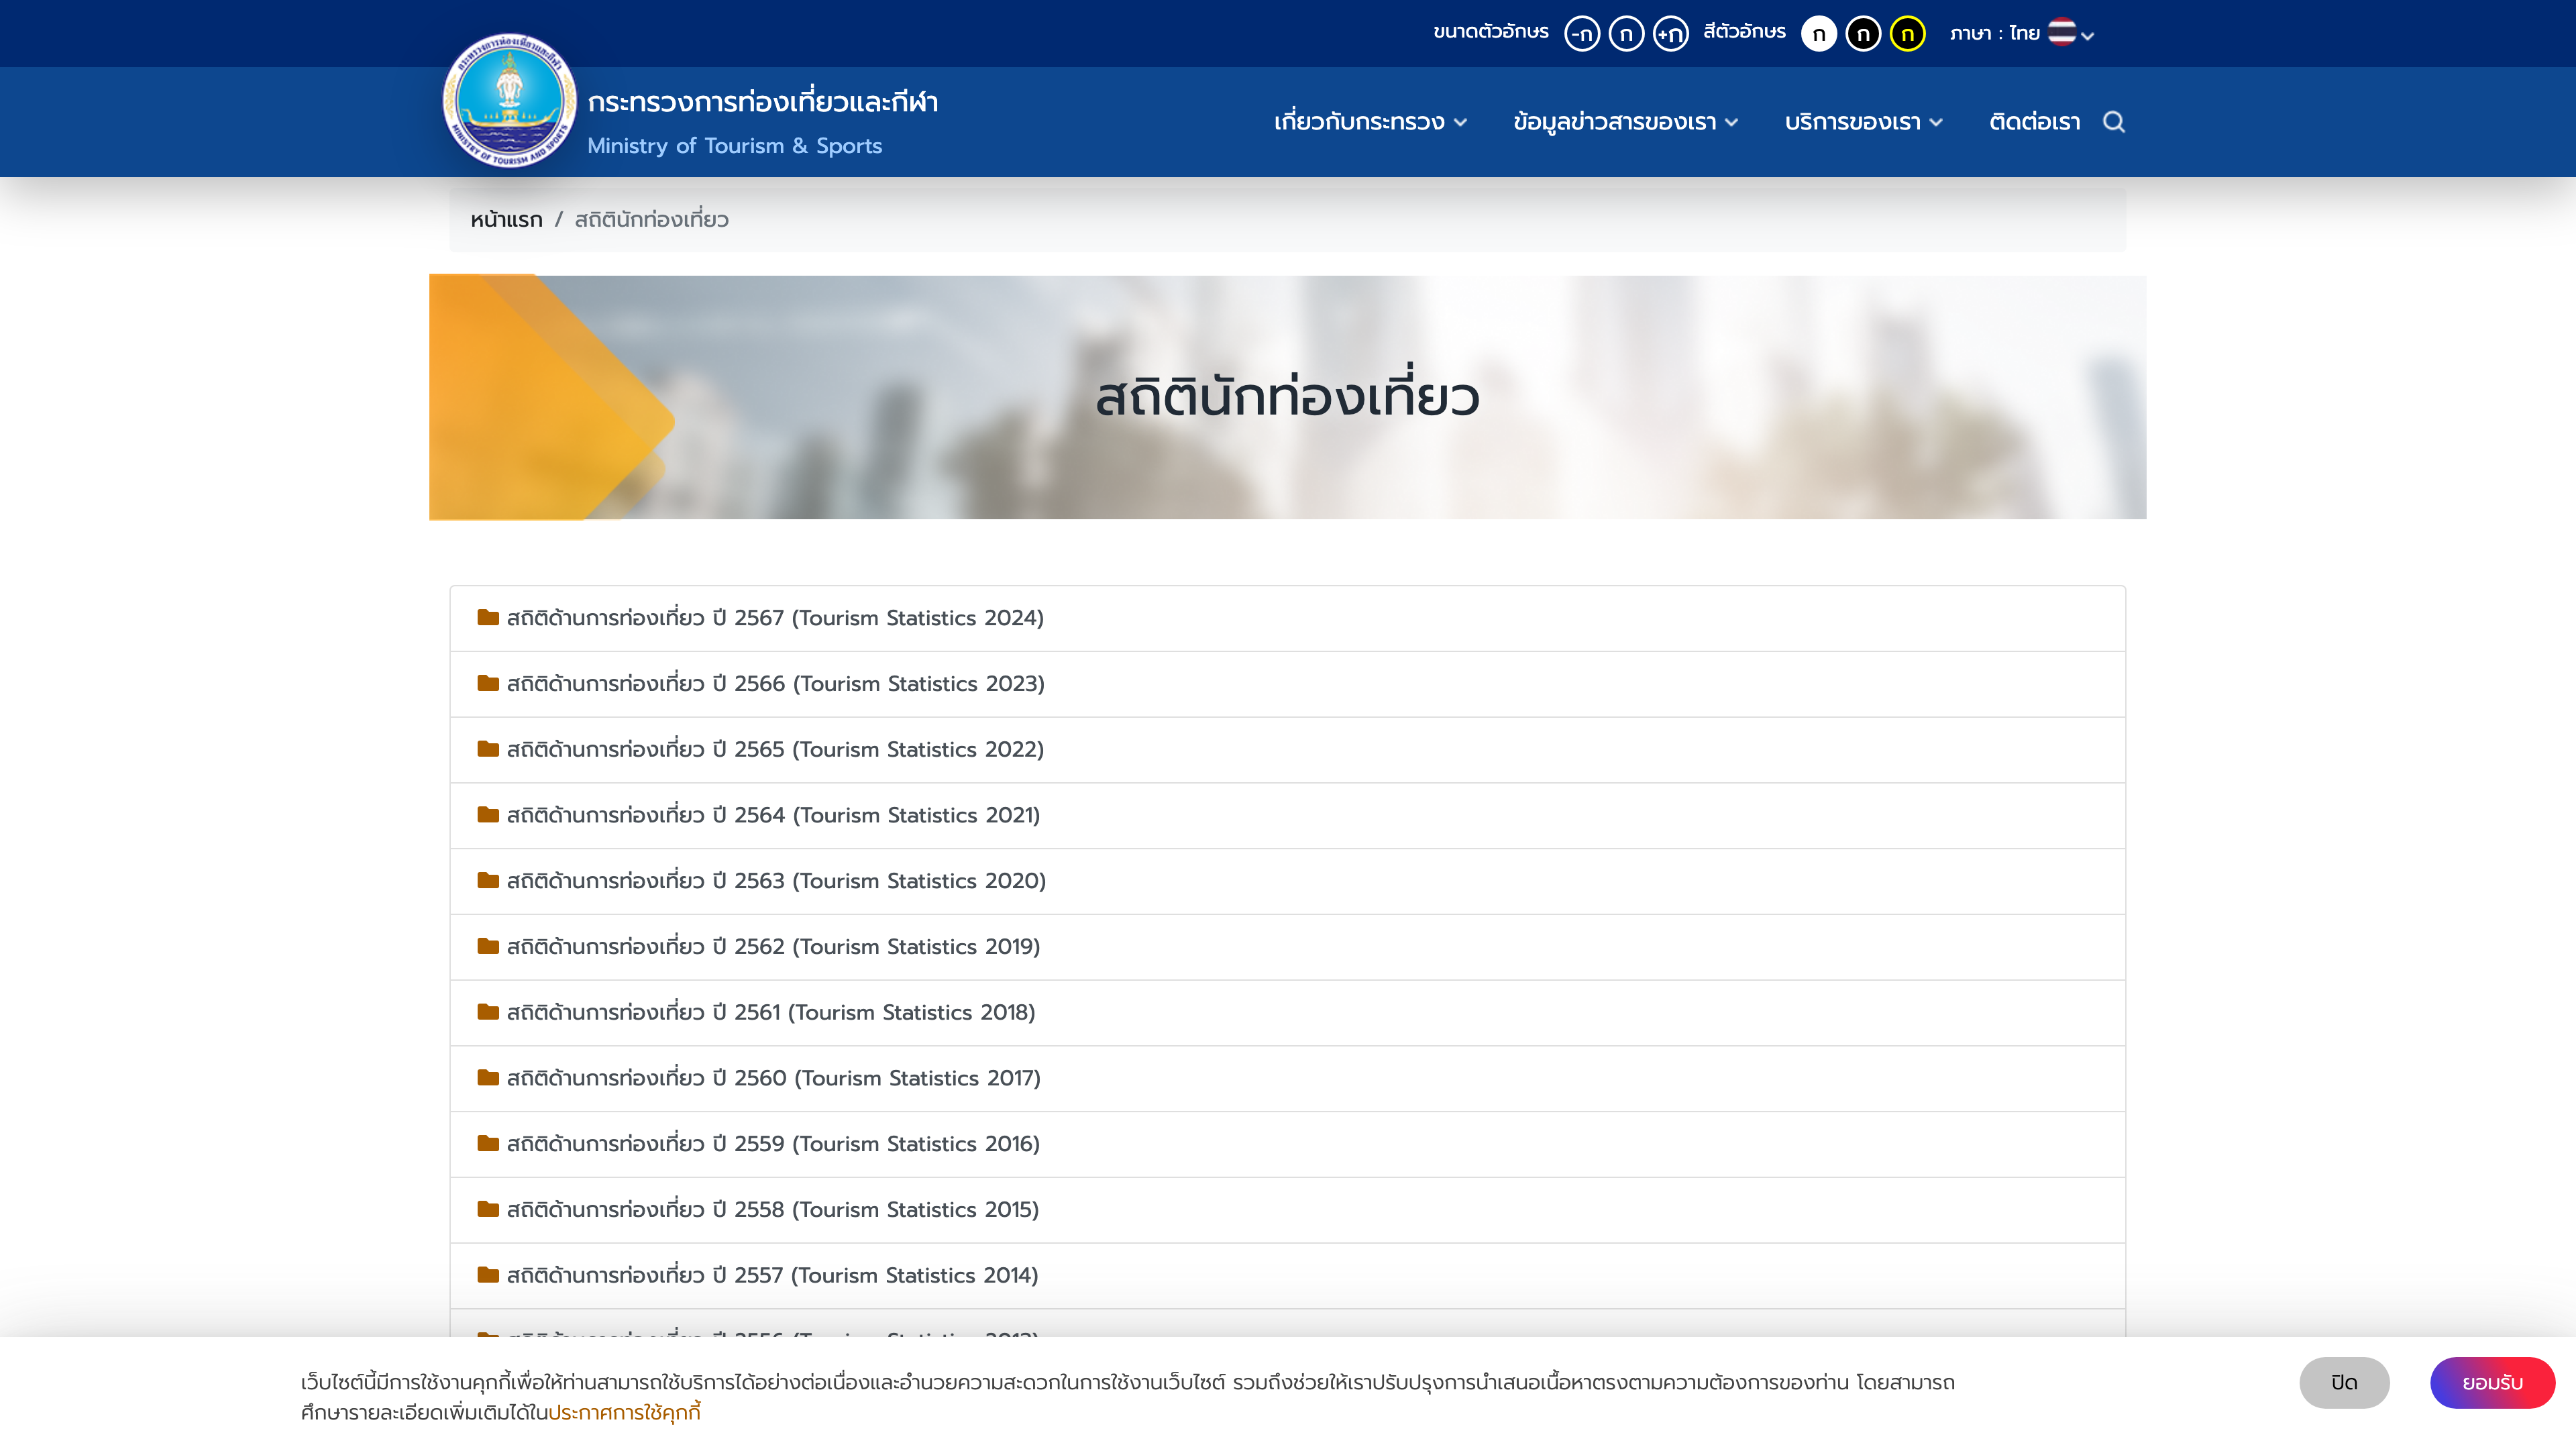 ขนาดตัวอักษร -ก ก +ก สีตัวอักษร ก ก ก ภาษา : ไทย
กระทรวงการท่องเที่ยวและกีฬา
Ministry of Tourism & Sports
กระทรวงการท่องเที่ยวและกีฬา
MINISTRY OF TOURISM AND SPORTS
เกี่ยวกับกระทรวง ข้อมูลข่าวสารของเรา บริการของเรา ติดต่อเรา
หน้าแรก / สถิตินักท่องเที่ยว
สถิตินักท่องเที่ยว
สถิติด้านการท่องเที่ยว ปี 2567 (Tourism Statistics 2024)
สถิติด้านการท่องเที่ยว ปี 2566 (Tourism Statistics 2023)
สถิติด้านการท่องเที่ยว ปี 2565 (Tourism Statistics 2022)
สถิติด้านการท่องเที่ยว ปี 2564 (Tourism Statistics 2021)
สถิติด้านการท่องเที่ยว ปี 2563 (Tourism Statistics 2020)
สถิติด้านการท่องเที่ยว ปี 2562 (Tourism Statistics 2019)
สถิติด้านการท่องเที่ยว ปี 2561 (Tourism Statistics 2018)
สถิติด้านการท่องเที่ยว ปี 2560 (Tourism Statistics 2017)
สถิติด้านการท่องเที่ยว ปี 2559 (Tourism Statistics 2016)
สถิติด้านการท่องเที่ยว ปี 2558 (Tourism Statistics 2015)
สถิติด้านการท่องเที่ยว ปี 2557 (Tourism Statistics 2014)
เว็บไซต์นี้มีการใช้งานคุกกี้เพื่อให้ท่านสามารถใช้บริการได้อย่างต่อเนื่องและอำนวยความสะดวกในการใช้งานเว็บไซต์ รวมถึงช่วยให้เราปรับปรุงการนำเสนอเนื้อหาตรงตามความต้องการของท่าน โดยสามารถ
ศึกษารายละเอียดเพิ่มเติมได้ในประกาศการใช้คุกกี้
ปิด ยอมรับ